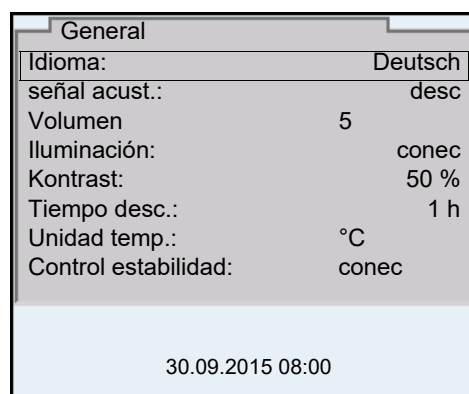 General
Idioma: Deutsch
señal acust.: desc
Volumen 5
Iluminación: conec
Kontrast: 50 %
Tiempo desc.: 1 h
Unidad temp.: °C
Control estabilidad: conec
30.09.2015 08:00